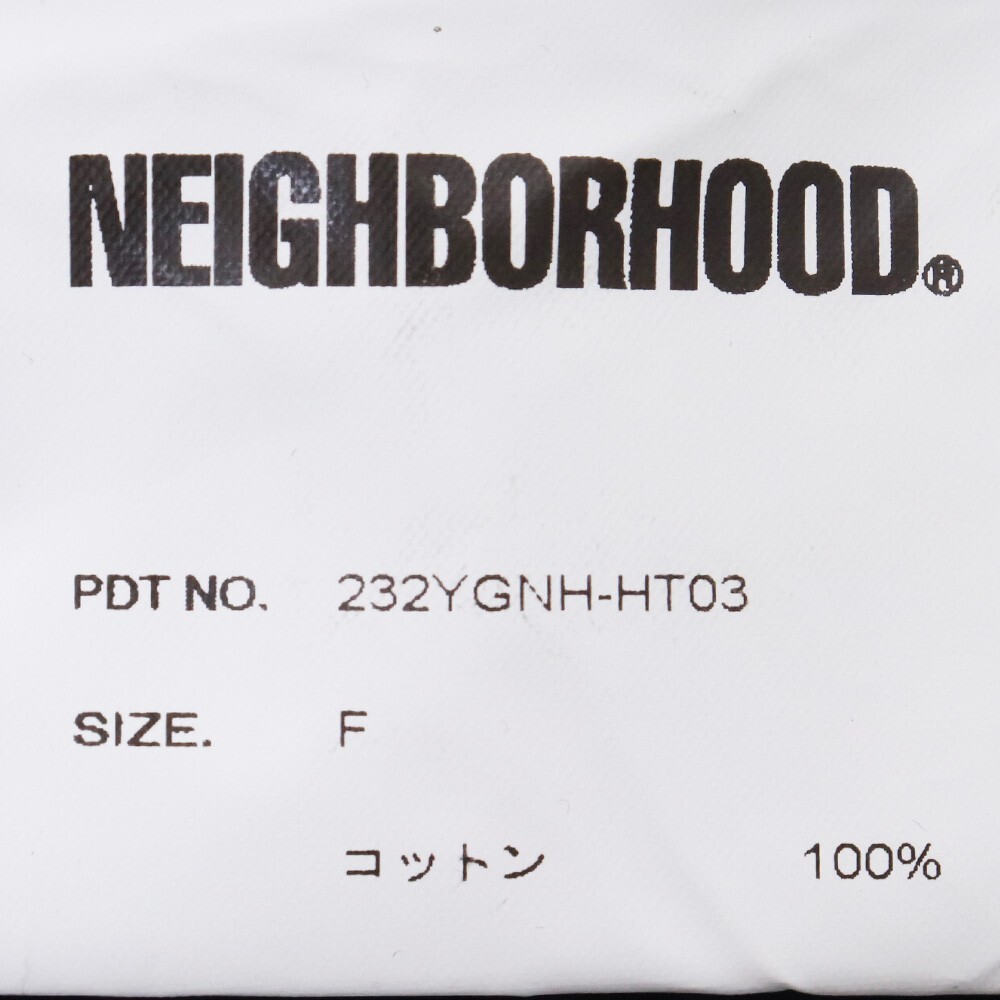 NEIGHBORHOOD.®
PDT NO. 232YGNH-HT03
SIZE. F
コットン 100%